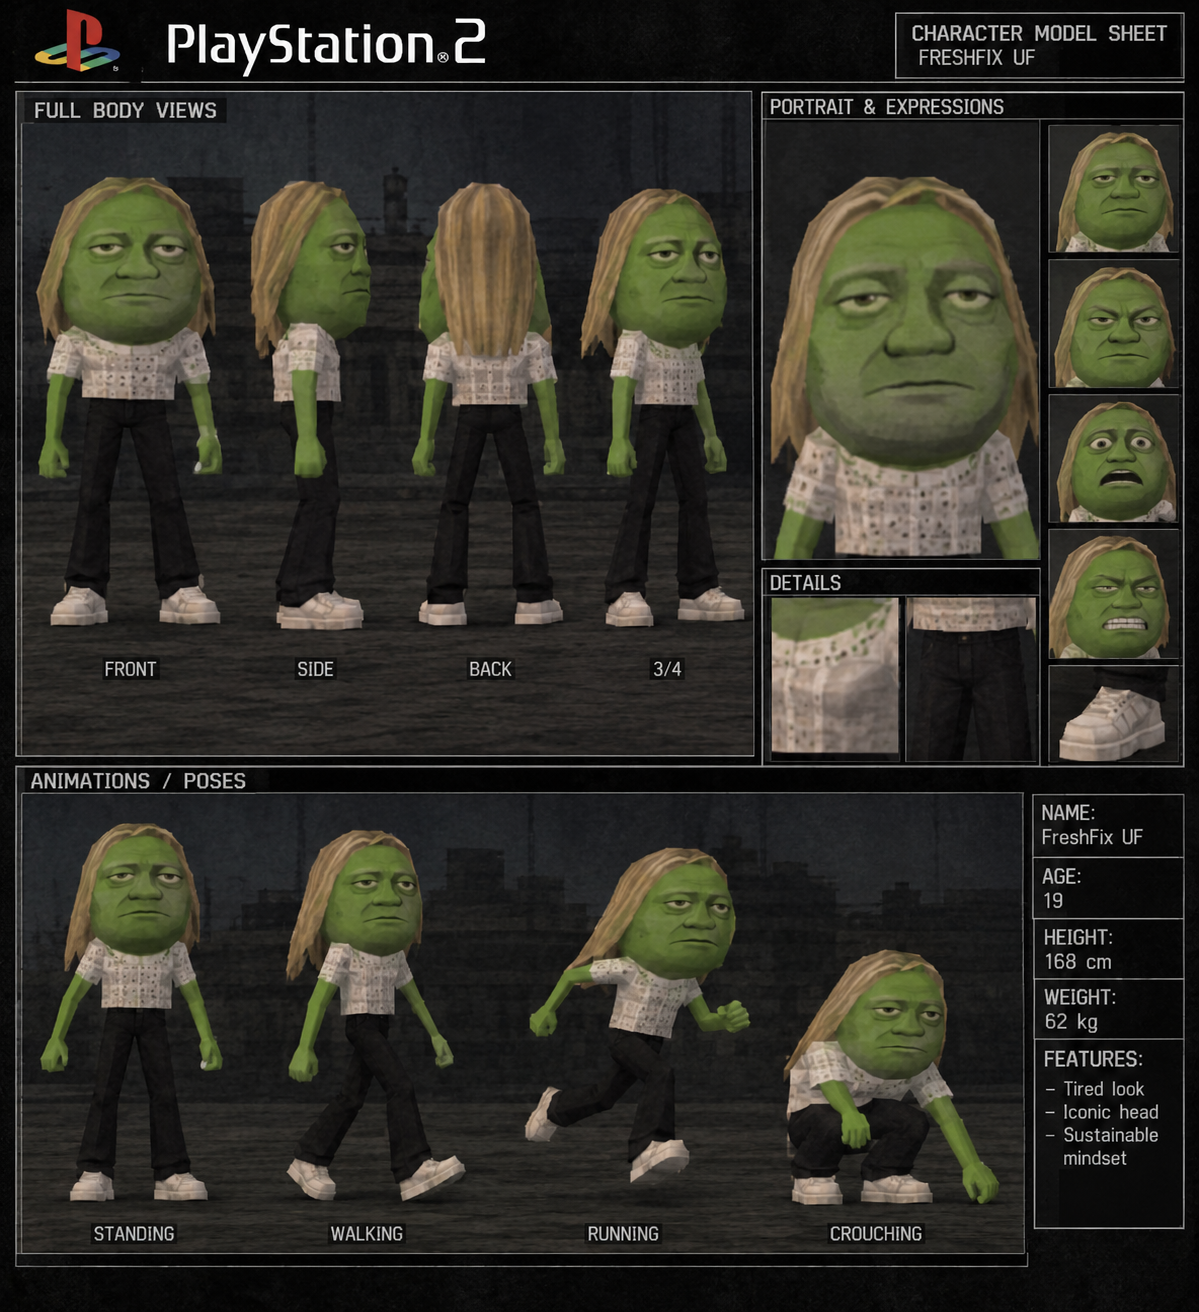 PlayStation®2
CHARACTER MODEL SHEET
FRESHFIX UF
FULL BODY VIEWS
FRONT
SIDE
BACK
3/4
PORTRAIT & EXPRESSIONS
DETAILS
ANIMATIONS / POSES
STANDING
WALKING
RUNNING
CROUCHING
NAME:
FreshFix UF
AGE:
19
HEIGHT:
168 cm
WEIGHT:
62 kg
FEATURES:
- Tired look
- Iconic head
- Sustainable
mindset